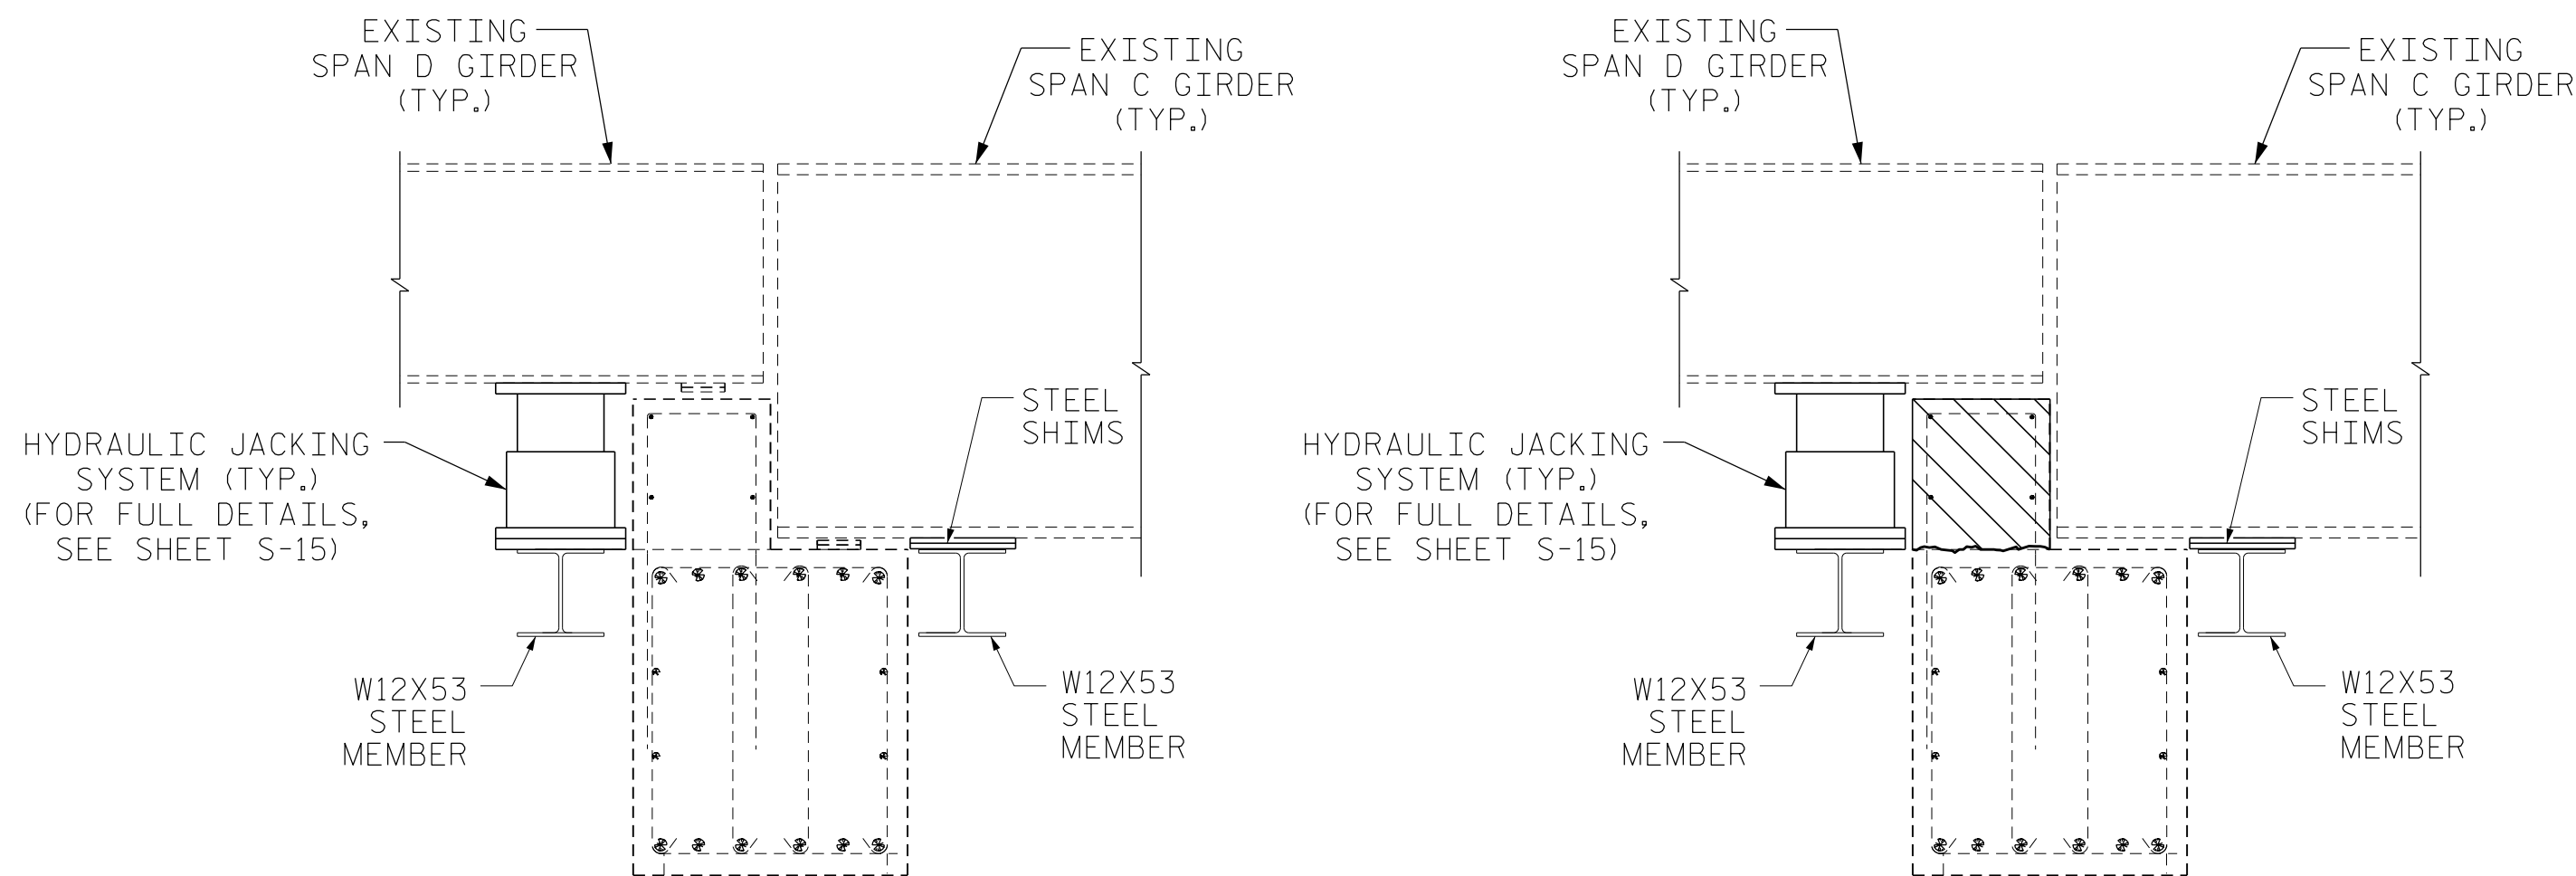 EXISTING
SPAN D GIRDER
(TYP.)
EXISTING
SPAN C GIRDER
(TYP.)
STEEL
SHIMS
HYDRAULIC JACKING
SYSTEM (TYP.)
(FOR FULL DETAILS,
SEE SHEET S-15)
W12X53
STEEL
MEMBER
W12X53
STEEL
MEMBER
EXISTING
SPAN D GIRDER
(TYP.)
EXISTING
SPAN C GIRDER
(TYP.)
STEEL
SHIMS
HYDRAULIC JACKING
SYSTEM (TYP.)
(FOR FULL DETAILS,
SEE SHEET S-15)
W12X53
STEEL
MEMBER
W12X53
STEEL
MEMBER